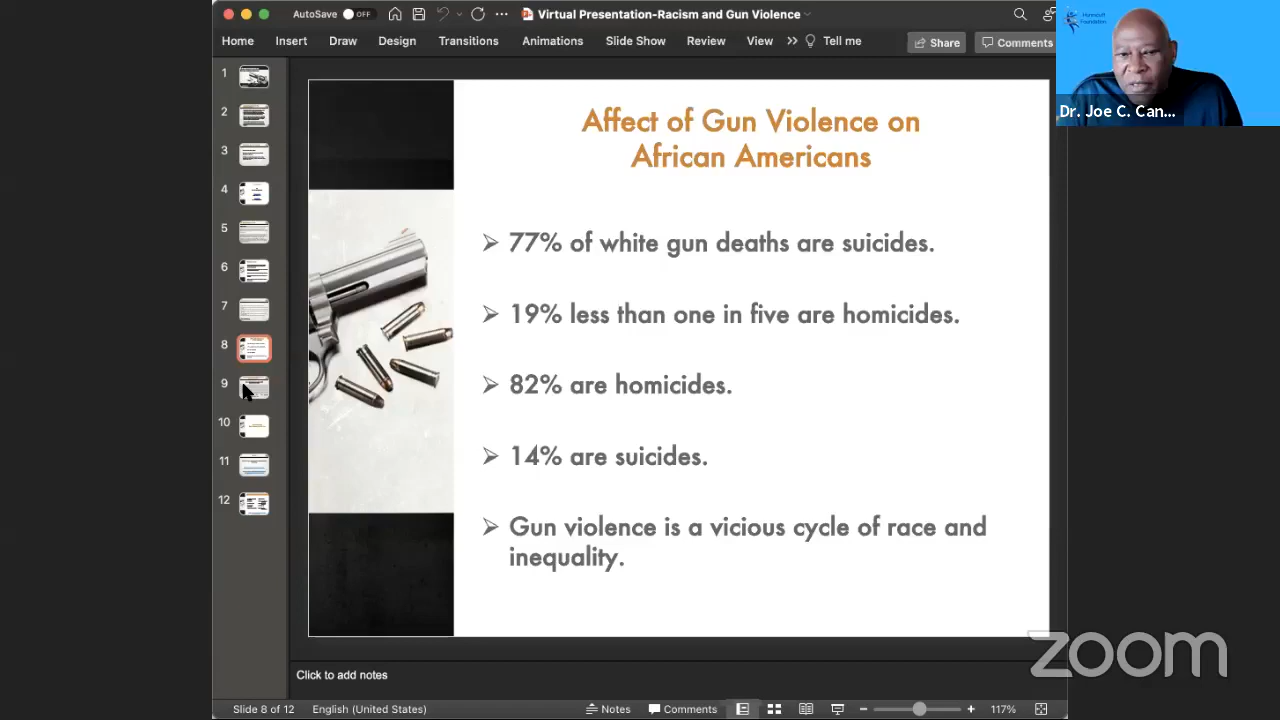 AutoSave OFF
Virtual Presentation-Racism and Gun Violence
Home Insert Draw Design Transitions Animations Slide Show Review View Tell me
Share Comments
Foundation
Dr. Joe C. Can...
1
2
3
4
5
6
7
8
9
10
11
12
Affect of Gun Violence on
African Americans
77% of white gun deaths are suicides.
19% less than one in five are homicides.
82% are homicides.
14% are suicides.
Gun violence is a vicious cycle of race and
inequality.
zoom
Click to add notes
Slide 8 of 12 English (United States) Notes Comments 117%